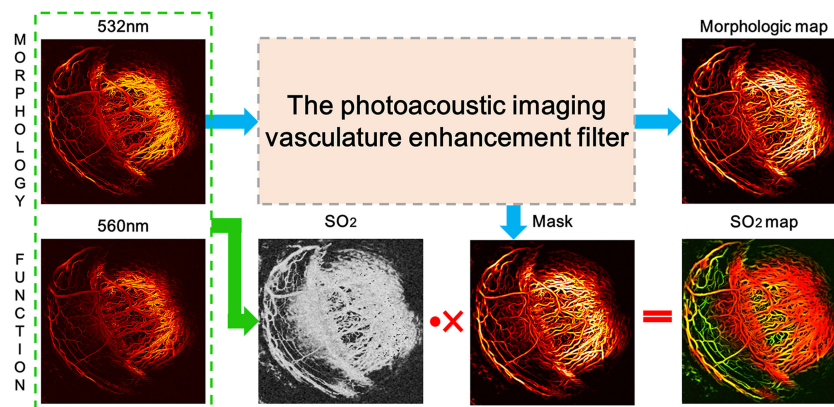 532nm
Morphologic map
MORPHOLOGY
The photoacoustic imaging
vasculature enhancement filter
560nm
SO2
Mask
SO2 map
FUNCTION
•×
=